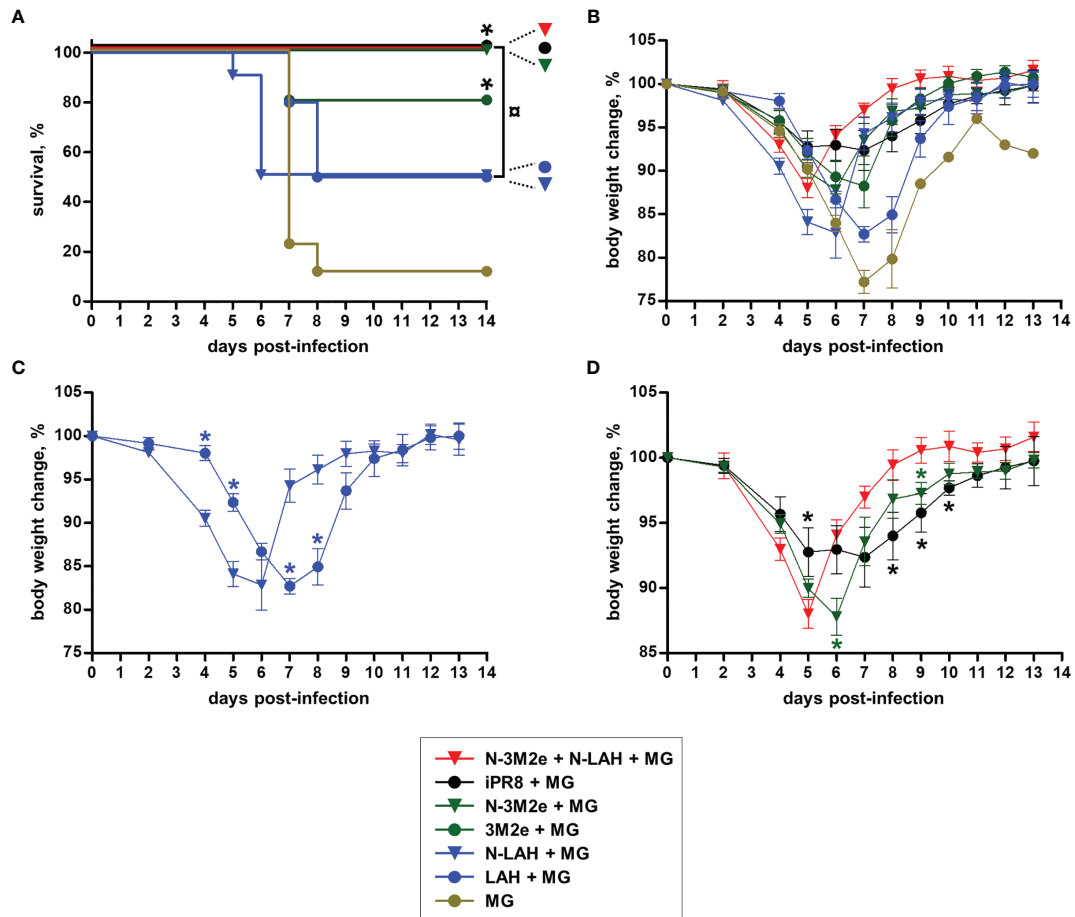 A
survival, %
100
80
60
40
20
0
0 1 2 3 4 5 6 7 8 9 10 11 12 13 14
days post-infection
*
*
¤
B
body weight change, %
105
100
95
90
85
80
75
0 1 2 3 4 5 6 7 8 9 10 11 12 13 14
days post-infection
C
body weight change, %
105
100
95
90
85
80
75
0 1 2 3 4 5 6 7 8 9 10 11 12 13 14
days post-infection
*
*
*
*
D
body weight change, %
105
100
95
90
85
0 1 2 3 4 5 6 7 8 9 10 11 12 13 14
days post-infection
*
*
*
*
*
*
N-3M2e + N-LAH + MG
iPR8 + MG
N-3M2e + MG
3M2e + MG
N-LAH + MG
LAH + MG
MG